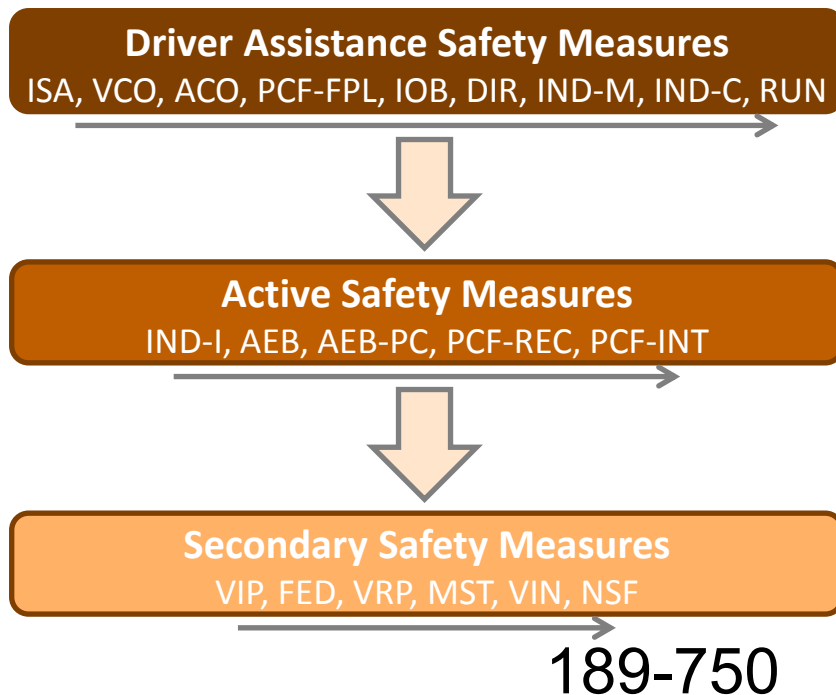 Driver Assistance Safety Measures
ISA, VCO, ACO, PCF-FPL, IOB, DIR, IND-M, IND-C, RUN
Active Safety Measures
IND-I, AEB, AEB-PC, PCF-REC, PCF-INT
Secondary Safety Measures
VIP, FED, VRP, MST, VIN, NSF
189-750